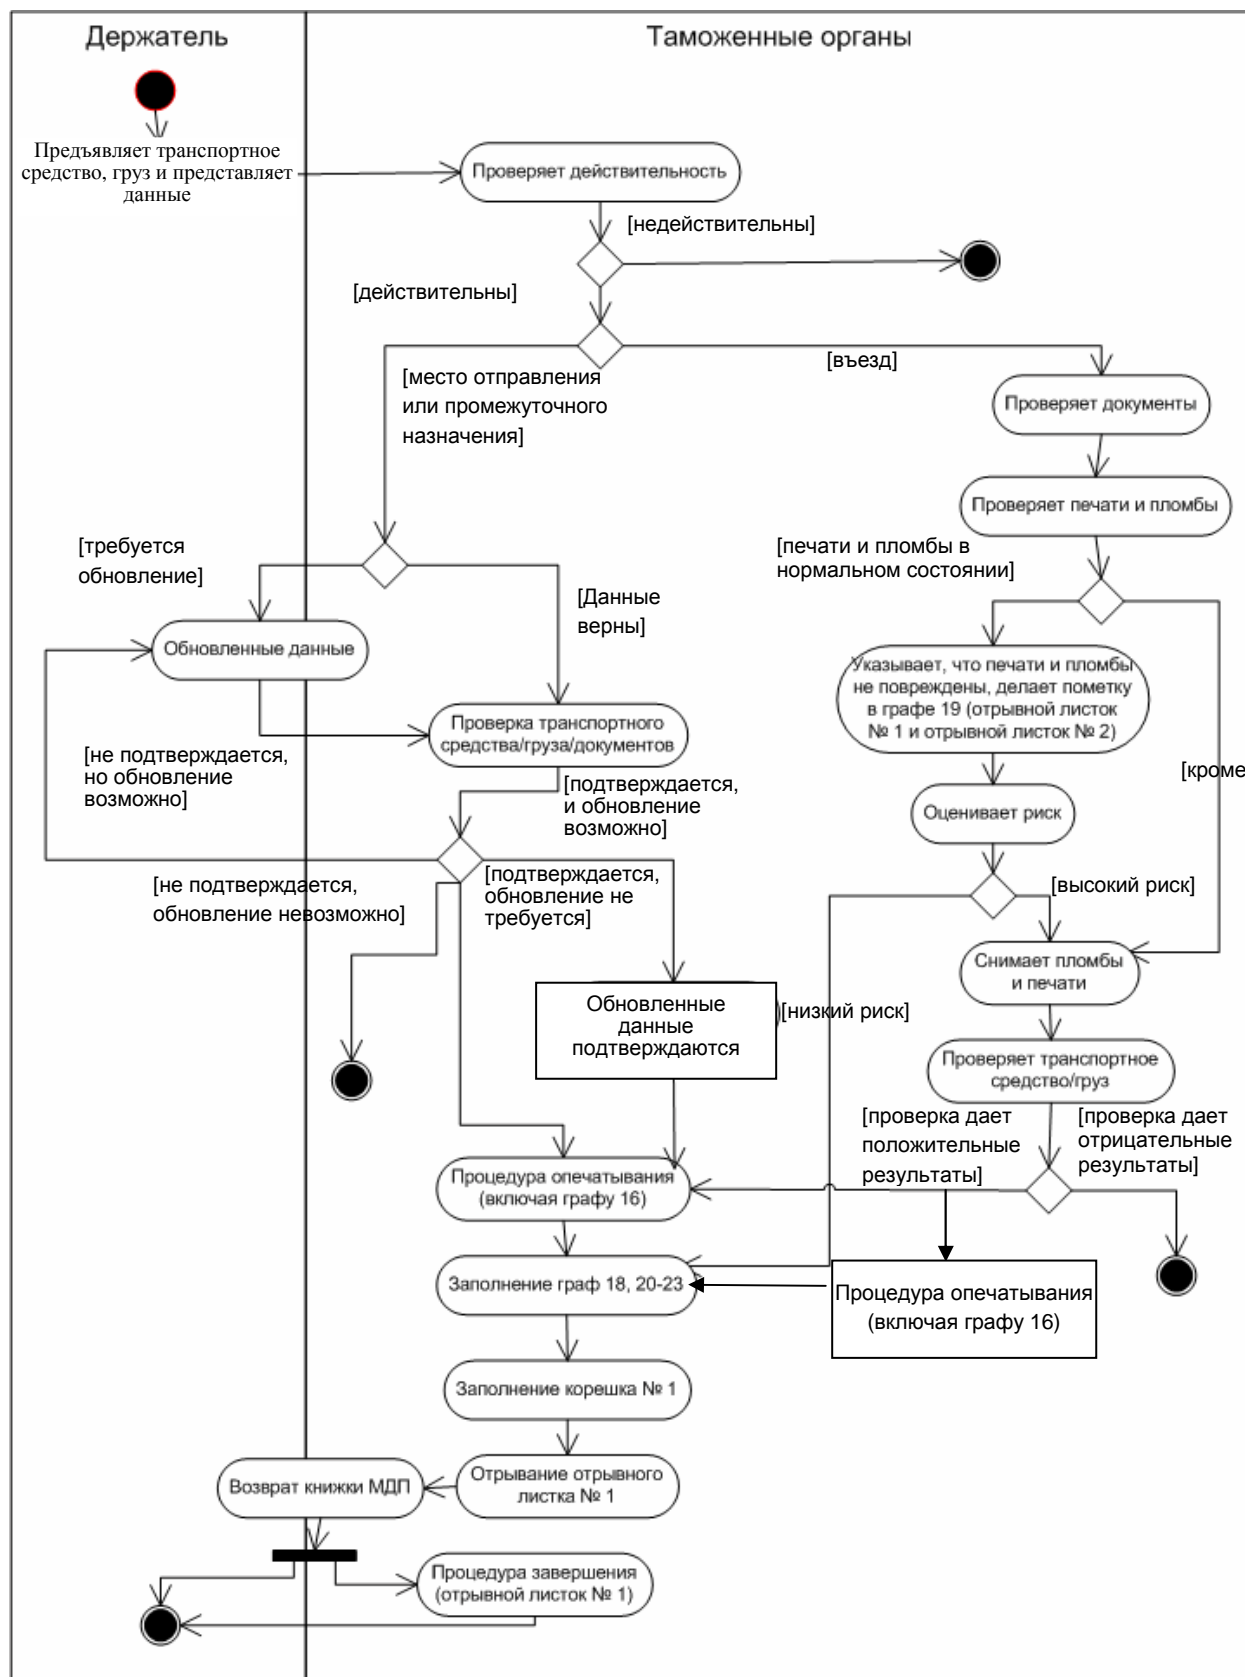 Держатель
Таможенные органы
Предъявляет транспортное
средство, груз и представляет
данные
Проверяет действительность
[недействительны]
[действительны]
[место отправления
или промежуточного
назначения]
[въезд]
Проверяет документы
Проверяет печати и пломбы
[требуется
обновление]
[печати и пломбы в
нормальном состоянии]
[Данные
верны]
Обновленные данные
Указывает, что печати и пломбы
не повреждены, делает пометку
в графе 19 (отрывной листок
№ 1 и отрывной листок № 2)
Проверка транспортного
средства/груза/документов
[не подтверждается,
но обновление
возможно]
[подтверждается,
и обновление
возможно]
[кроме
Оценивает риск
[не подтверждается,
обновление невозможно]
[подтверждается,
обновление не
требуется]
[высокий риск]
Снимает пломбы
и печати
Обновленные
данные
подтверждаются
[низкий риск]
Проверяет транспортное
средство/груз
[проверка дает
положительные
результаты]
[проверка дает
отрицательные
результаты]
Процедура опечатывания
(включая графу 16)
Заполнение граф 18, 20-23
Процедура опечатывания
(включая графу 16)
Заполнение корешка № 1
Отрывание отрывного
листка № 1
Возврат книжки МДП
Процедура завершения
(отрывной листок № 1)